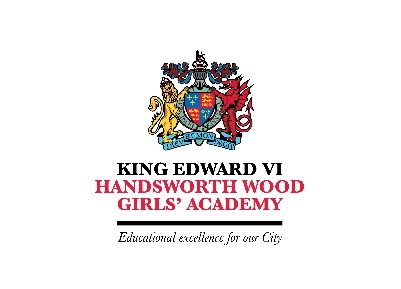 KING EDWARD VI
HANDSWORTH WOOD
GIRLS' ACADEMY
Educational excellence for our City